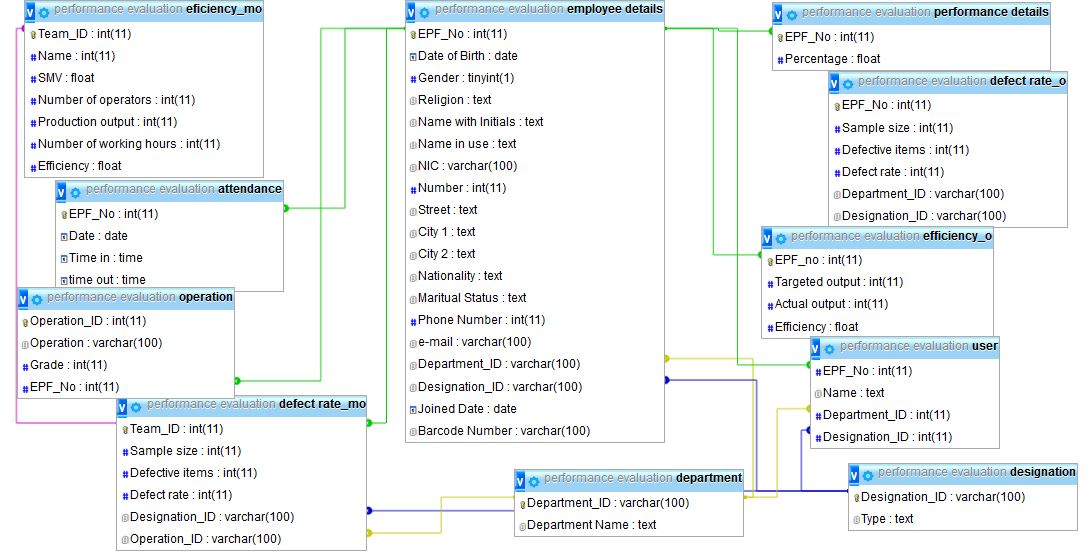 performance evaluation eficiency_mo
Team_ID : int(11)
Name : int(11)
SMV : float
Number of operators : int(11)
Production output : int(11)
Number of working hours : int(11)
Efficiency : float
performance evaluation attendance
EPF_No : int(11)
Date : date
Time in : time
time out : time
performance evaluation operation
Operation_ID : int(11)
Operation : varchar(100)
Grade : int(11)
EPF_No : int(11)
performance evaluation defect rate_mo
Team_ID : int(11)
Sample size : int(11)
Defective items : int(11)
Defect rate : int(11)
Designation_ID : varchar(100)
Operation_ID : varchar(100)
performance evaluation employee details
EPF_No : int(11)
Date of Birth : date
Gender : tinyint(1)
Religion : text
Name with Initials : text
Name in use : text
NIC : varchar(100)
Number : int(11)
Street : text
City 1 : text
City 2 : text
Nationality : text
Maritual Status : text
Phone Number : int(11)
e-mail : varchar(100)
Department_ID : varchar(100)
Designation_ID : varchar(100)
Joined Date : date
Barcode Number : varchar(100)
performance evaluation department
Department_ID : varchar(100)
Department Name : text
performance evaluation performance details
EPF_No : int(11)
Percentage : float
performance evaluation defect rate_o
EPF_No : int(11)
Sample size : int(11)
Defective items : int(11)
Defect rate : int(11)
Department_ID : varchar(100)
Designation_ID : varchar(100)
performance evaluation efficiency_o
EPF_no : int(11)
Targeted output : int(11)
Actual output : int(11)
Efficiency : float
performance evaluation user
EPF_No : int(11)
Name : text
Department_ID : int(11)
Designation_ID : int(11)
performance evaluation designation
Designation_ID : varchar(100)
Type : text